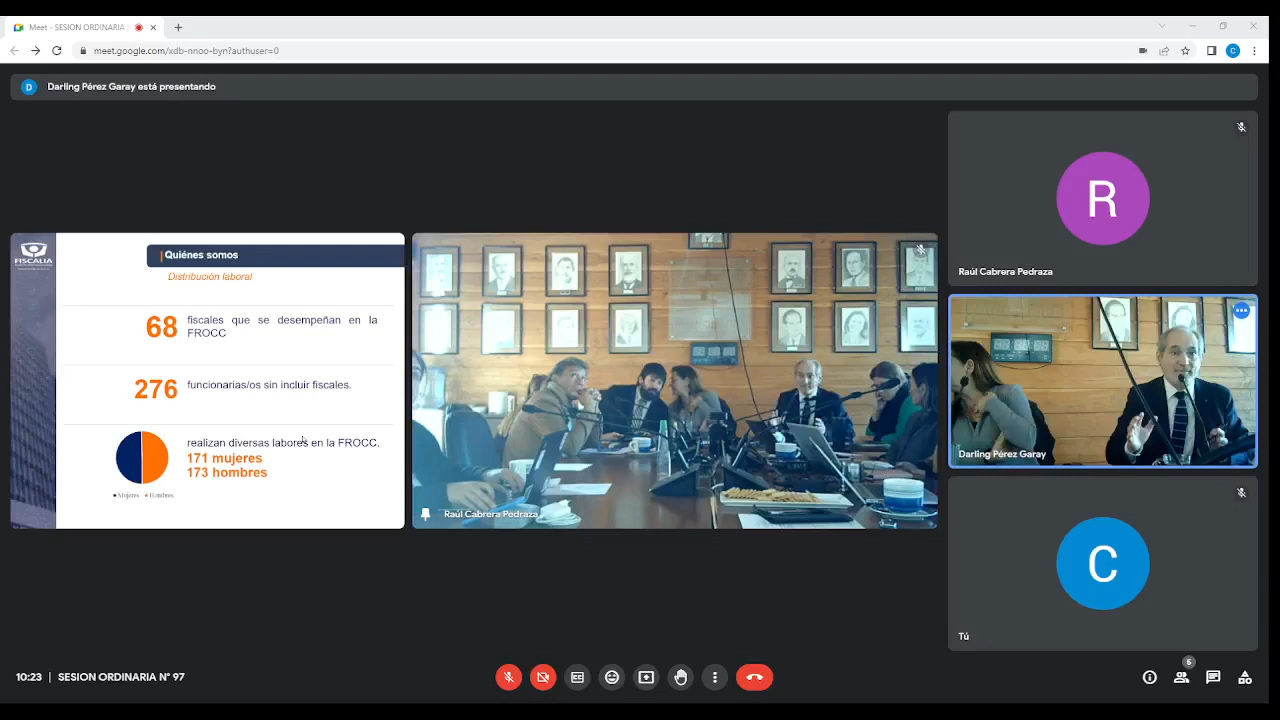 Meet - SESION ORDINARIA
meet.google.com/xdb-nnoo-byn?authuser=0
C
D
Darling Pérez Garay está presentando
FISCALIA
Quiénes somos
Distribución laboral
68
fiscales que se desempeñan en la
FROCC
276
funcionarias/os sin incluir fiscales.
realizan diversas labores en la FROCC.
171 mujeres
173 hombres
Mujeres Hombres
Raúl Cabrera Pedraza
R
Raúl Cabrera Pedraza
Darling Pérez Garay
C
Tú
10:23 | SESION ORDINARIA N° 97
6